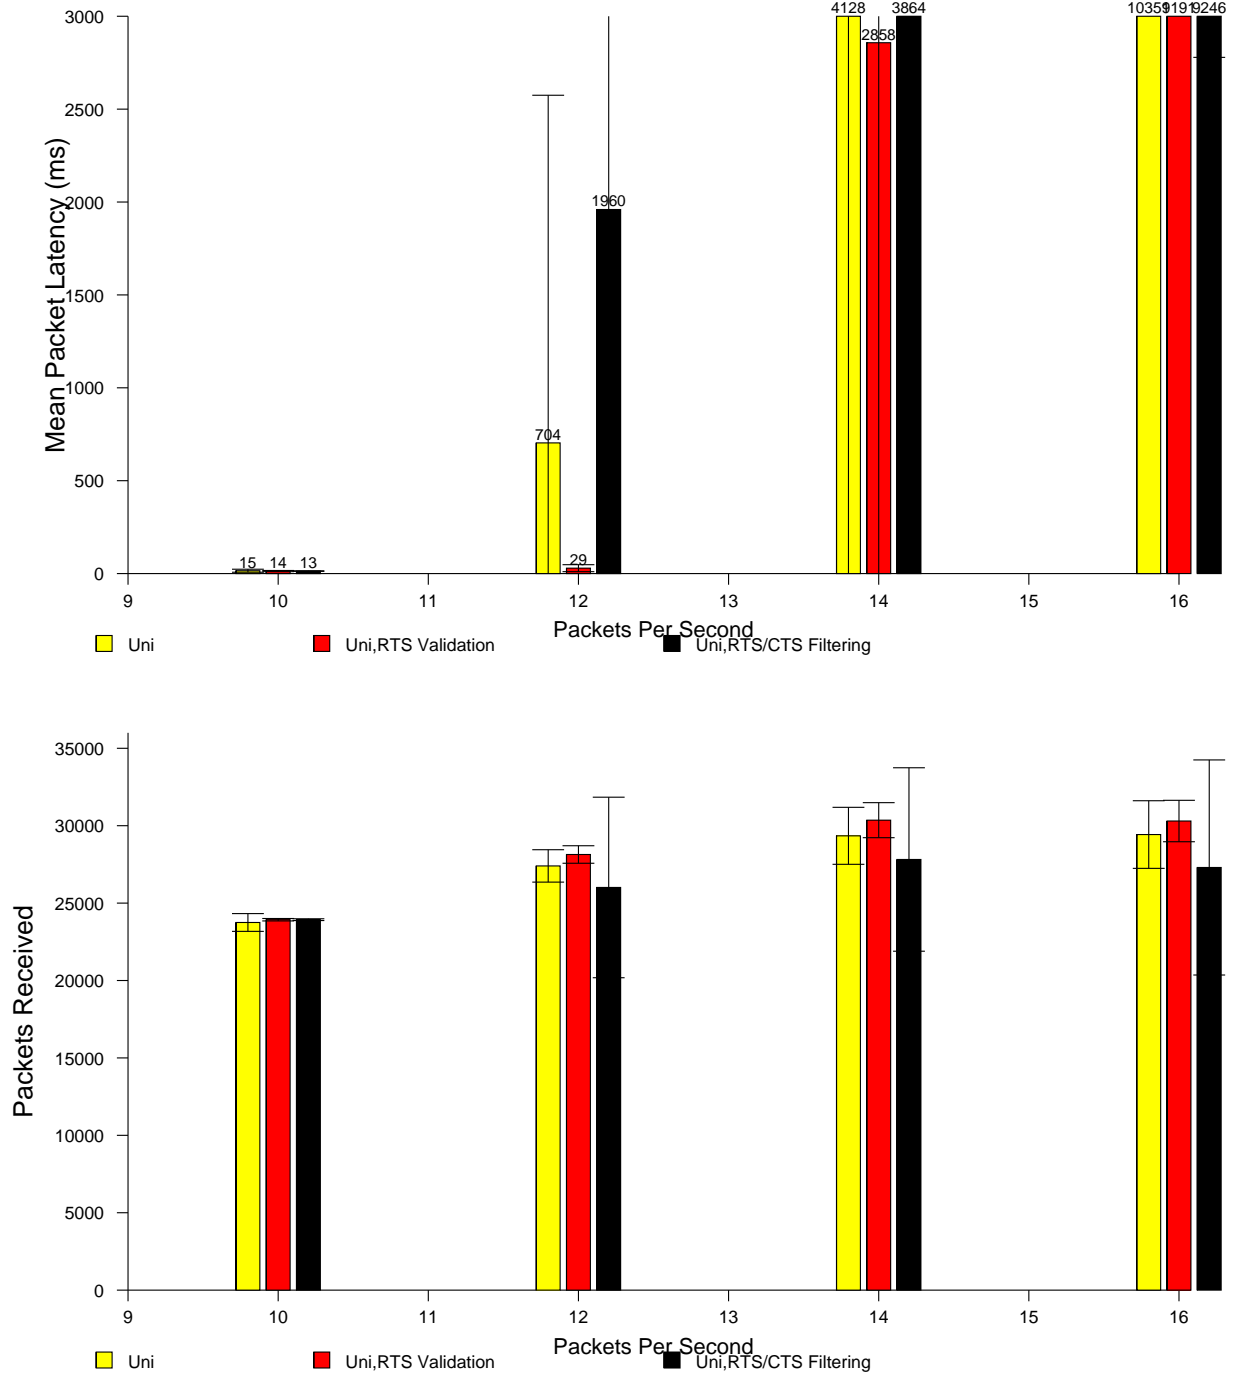 4128 3864 10359 9191 9246
3000
2858
2500
2000
1960
1500
1000
704
500
15 14 13 29
0
9 10 11 12 13 14 15 16
Mean Packet Latency (ms)
Packets Per Second
Uni Uni,RTS Validation Uni,RTS/CTS Filtering
35000
30000
25000
20000
15000
10000
5000
0
9 10 11 12 13 14 15 16
Packets Received
Packets Per Second
Uni Uni,RTS Validation Uni,RTS/CTS Filtering